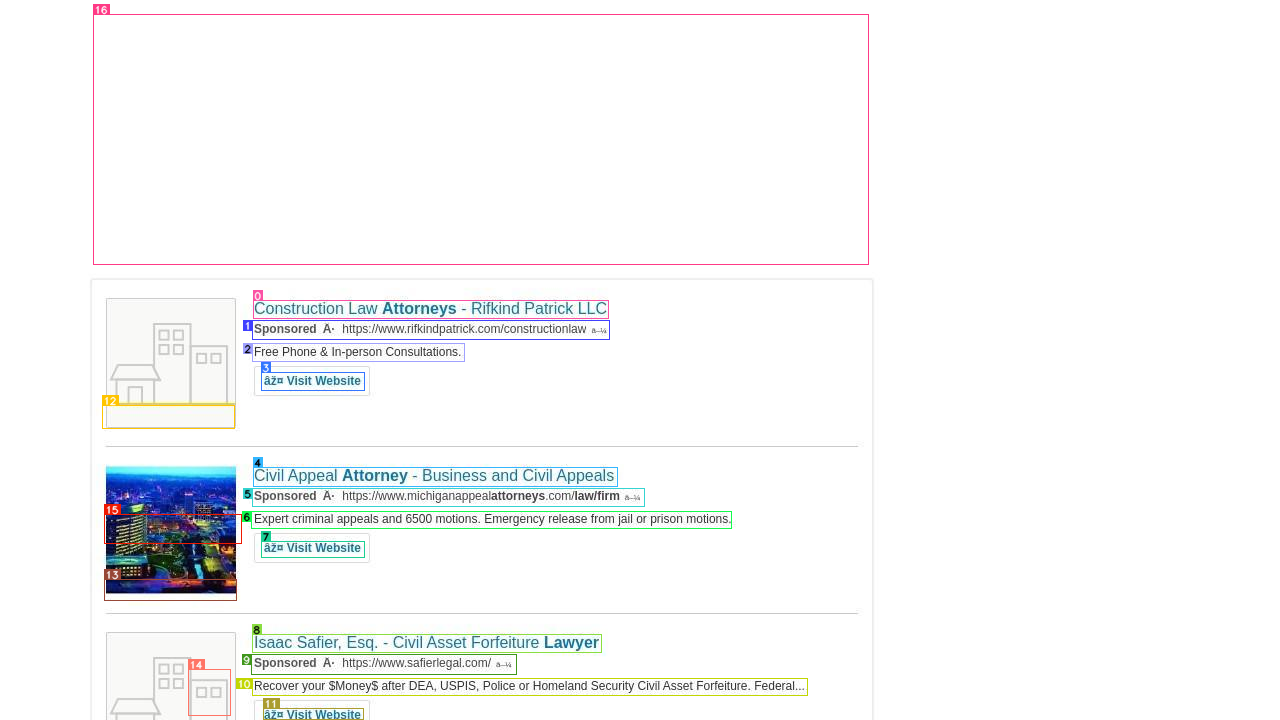 16
0
Construction Law Attorneys - Rifkind Patrick LLC
1
Sponsored Â· https://www.rifkindpatrick.com/constructionlaw â–¼
2
Free Phone & In-person Consultations.
3
âž¤ Visit Website
12
4
Civil Appeal Attorney - Business and Civil Appeals
5
Sponsored Â· https://www.michiganappealattorneys.com/law/firm â–¼
15
6
Expert criminal appeals and 6500 motions. Emergency release from jail or prison motions.
7
âž¤ Visit Website
13
8
Isaac Safier, Esq. - Civil Asset Forfeiture Lawyer
9
Sponsored Â· https://www.safierlegal.com/ â–¼
14
10
Recover your $Money$ after DEA, USPIS, Police or Homeland Security Civil Asset Forfeiture. Federal...
11
âž¤ Visit Website